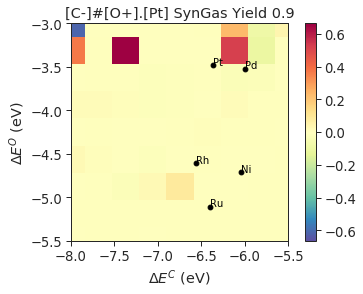 [C-]#[O+].[Pt] SynGas Yield 0.9
ΔE^O (eV)
−3.0
−3.5
−4.0
−4.5
−5.0
−5.5
Pt
Pd
Rh
Ni
Ru
−8.0 −7.5 −7.0 −6.5 −6.0 −5.5
ΔE^C (eV)
0.6
0.4
0.2
0.0
−0.2
−0.4
−0.6